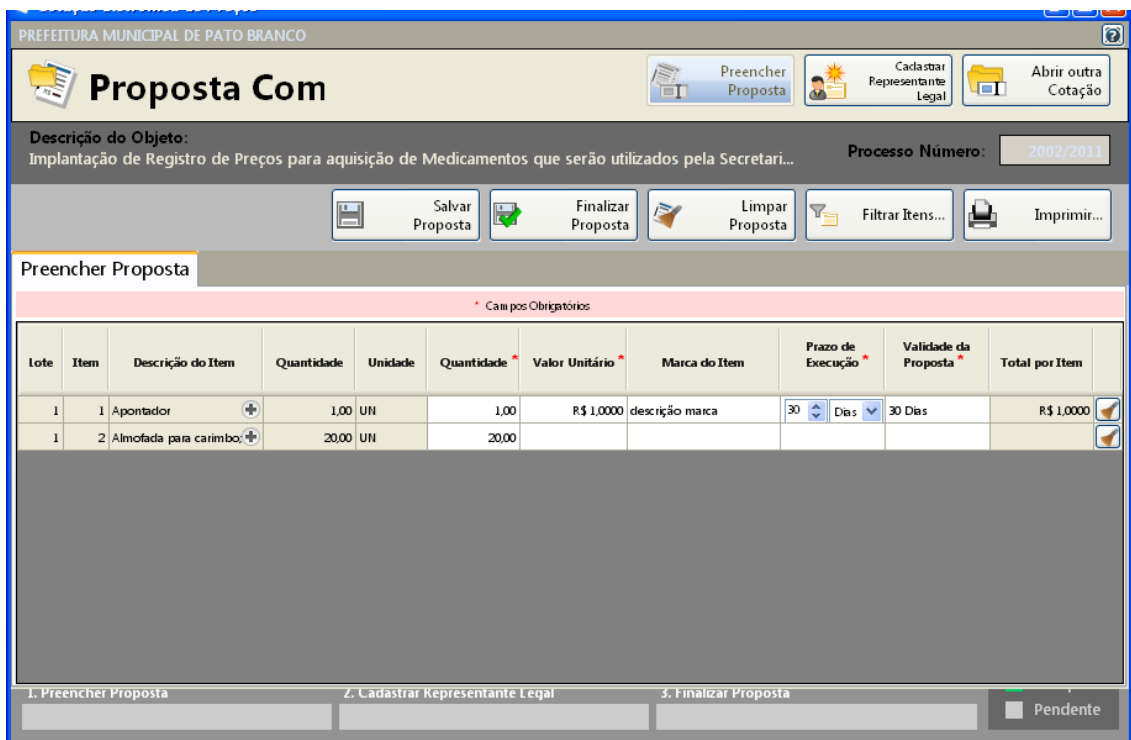 PREFEITURA MUNICIPAL DE PATO BRANCO
Proposta Com
Preencher
Proposta
Cadastrar
Representante
Legal
Abrir outra
Cotação
Descrição do Objeto:
Implantação de Registro de Preços para aquisição de Medicamentos que serão utilizados pela Secretari...
Processo Número:
2002/2011
Salvar
Proposta
Finalizar
Proposta
Limpar
Proposta
Filtrar Itens...
Imprimir...
Preencher Proposta
* Campos Obrigatórios
Lote Item Descrição do Item Quantidade Unidade Quantidade * Valor Unitário * Marca do Item Prazo de Execução * Validade da Proposta * Total por Item
1 1 Apontador 1,00 UN 1,00 R$ 1,0000 descrição marca 30 Dias 30 Dias R$ 1,0000
1 2 Almofada para carimbo; 20,00 UN 20,00
1. Preencher Proposta 2. Cadastrar Representante Legal 3. Finalizar Proposta
Pendente